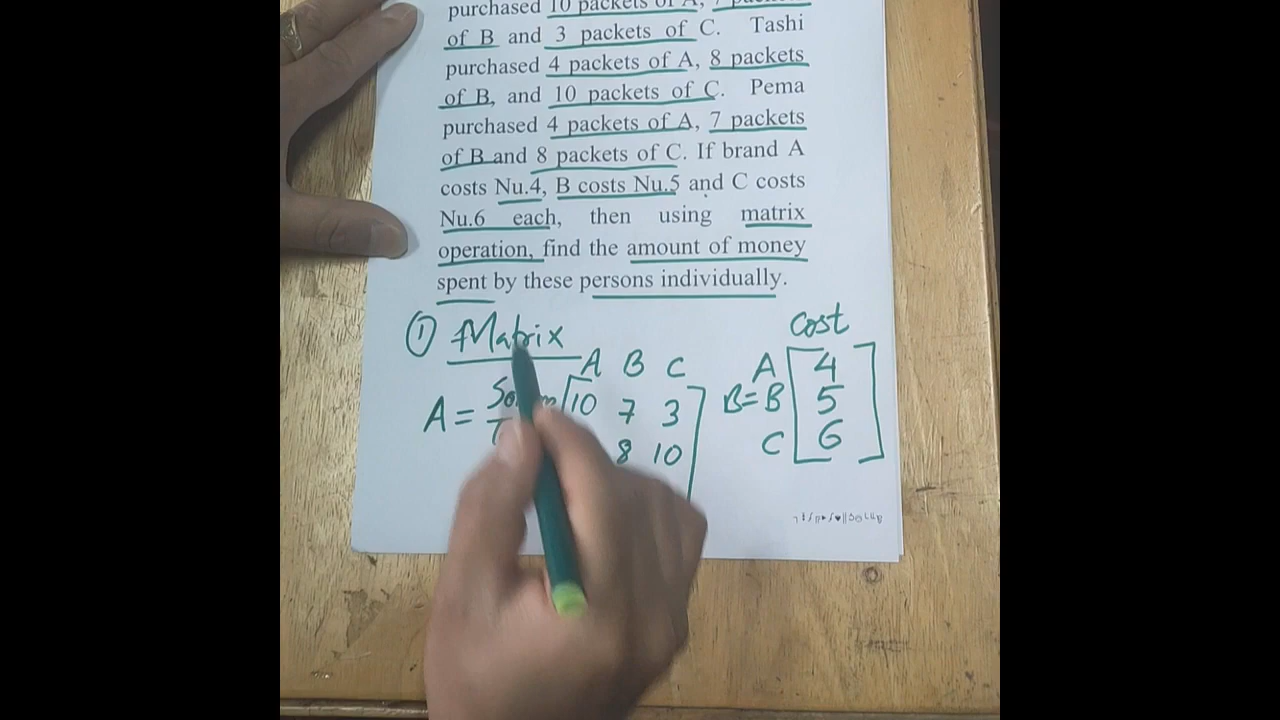 purchased 10 packets of A, 7 packets
of B and 3 packets of C. Tashi
purchased 4 packets of A, 8 packets
of B, and 10 packets of C. Pema
purchased 4 packets of A, 7 packets
of B and 8 packets of C. If brand A
costs Nu.4, B costs Nu.5 and C costs
Nu.6 each, then using matrix
operation, find the amount of money
spent by these persons individually.
① Matrix
A B C
A = 10 7 3
8 10
cost
A 4
B = B 5
C 6